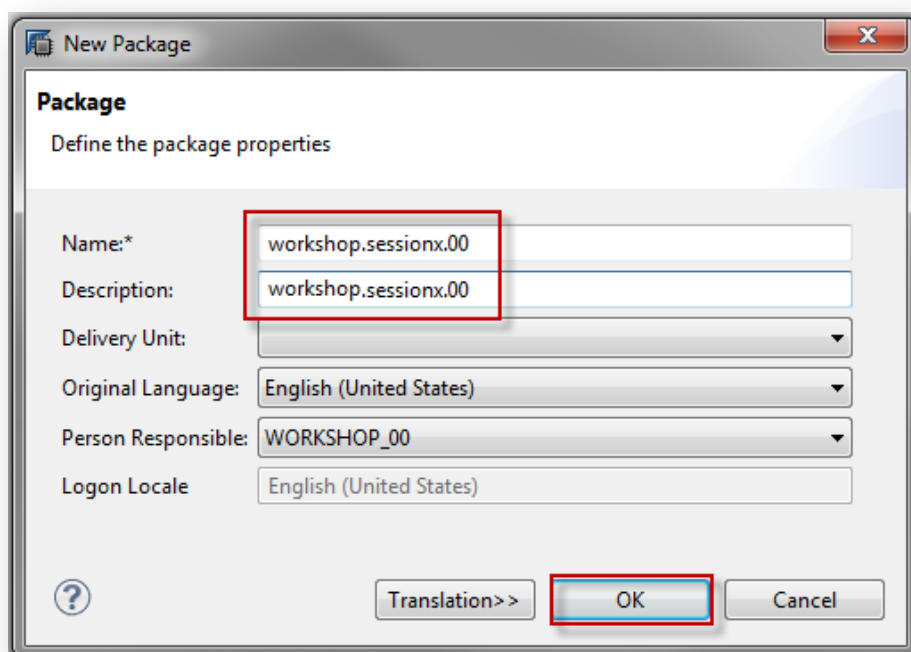 New Package
Package
Define the package properties
Name:* workshop.sessionx.00
Description: workshop.sessionx.00
Delivery Unit:
Original Language: English (United States)
Person Responsible: WORKSHOP_00
Logon Locale English (United States)
? Translation>> OK Cancel